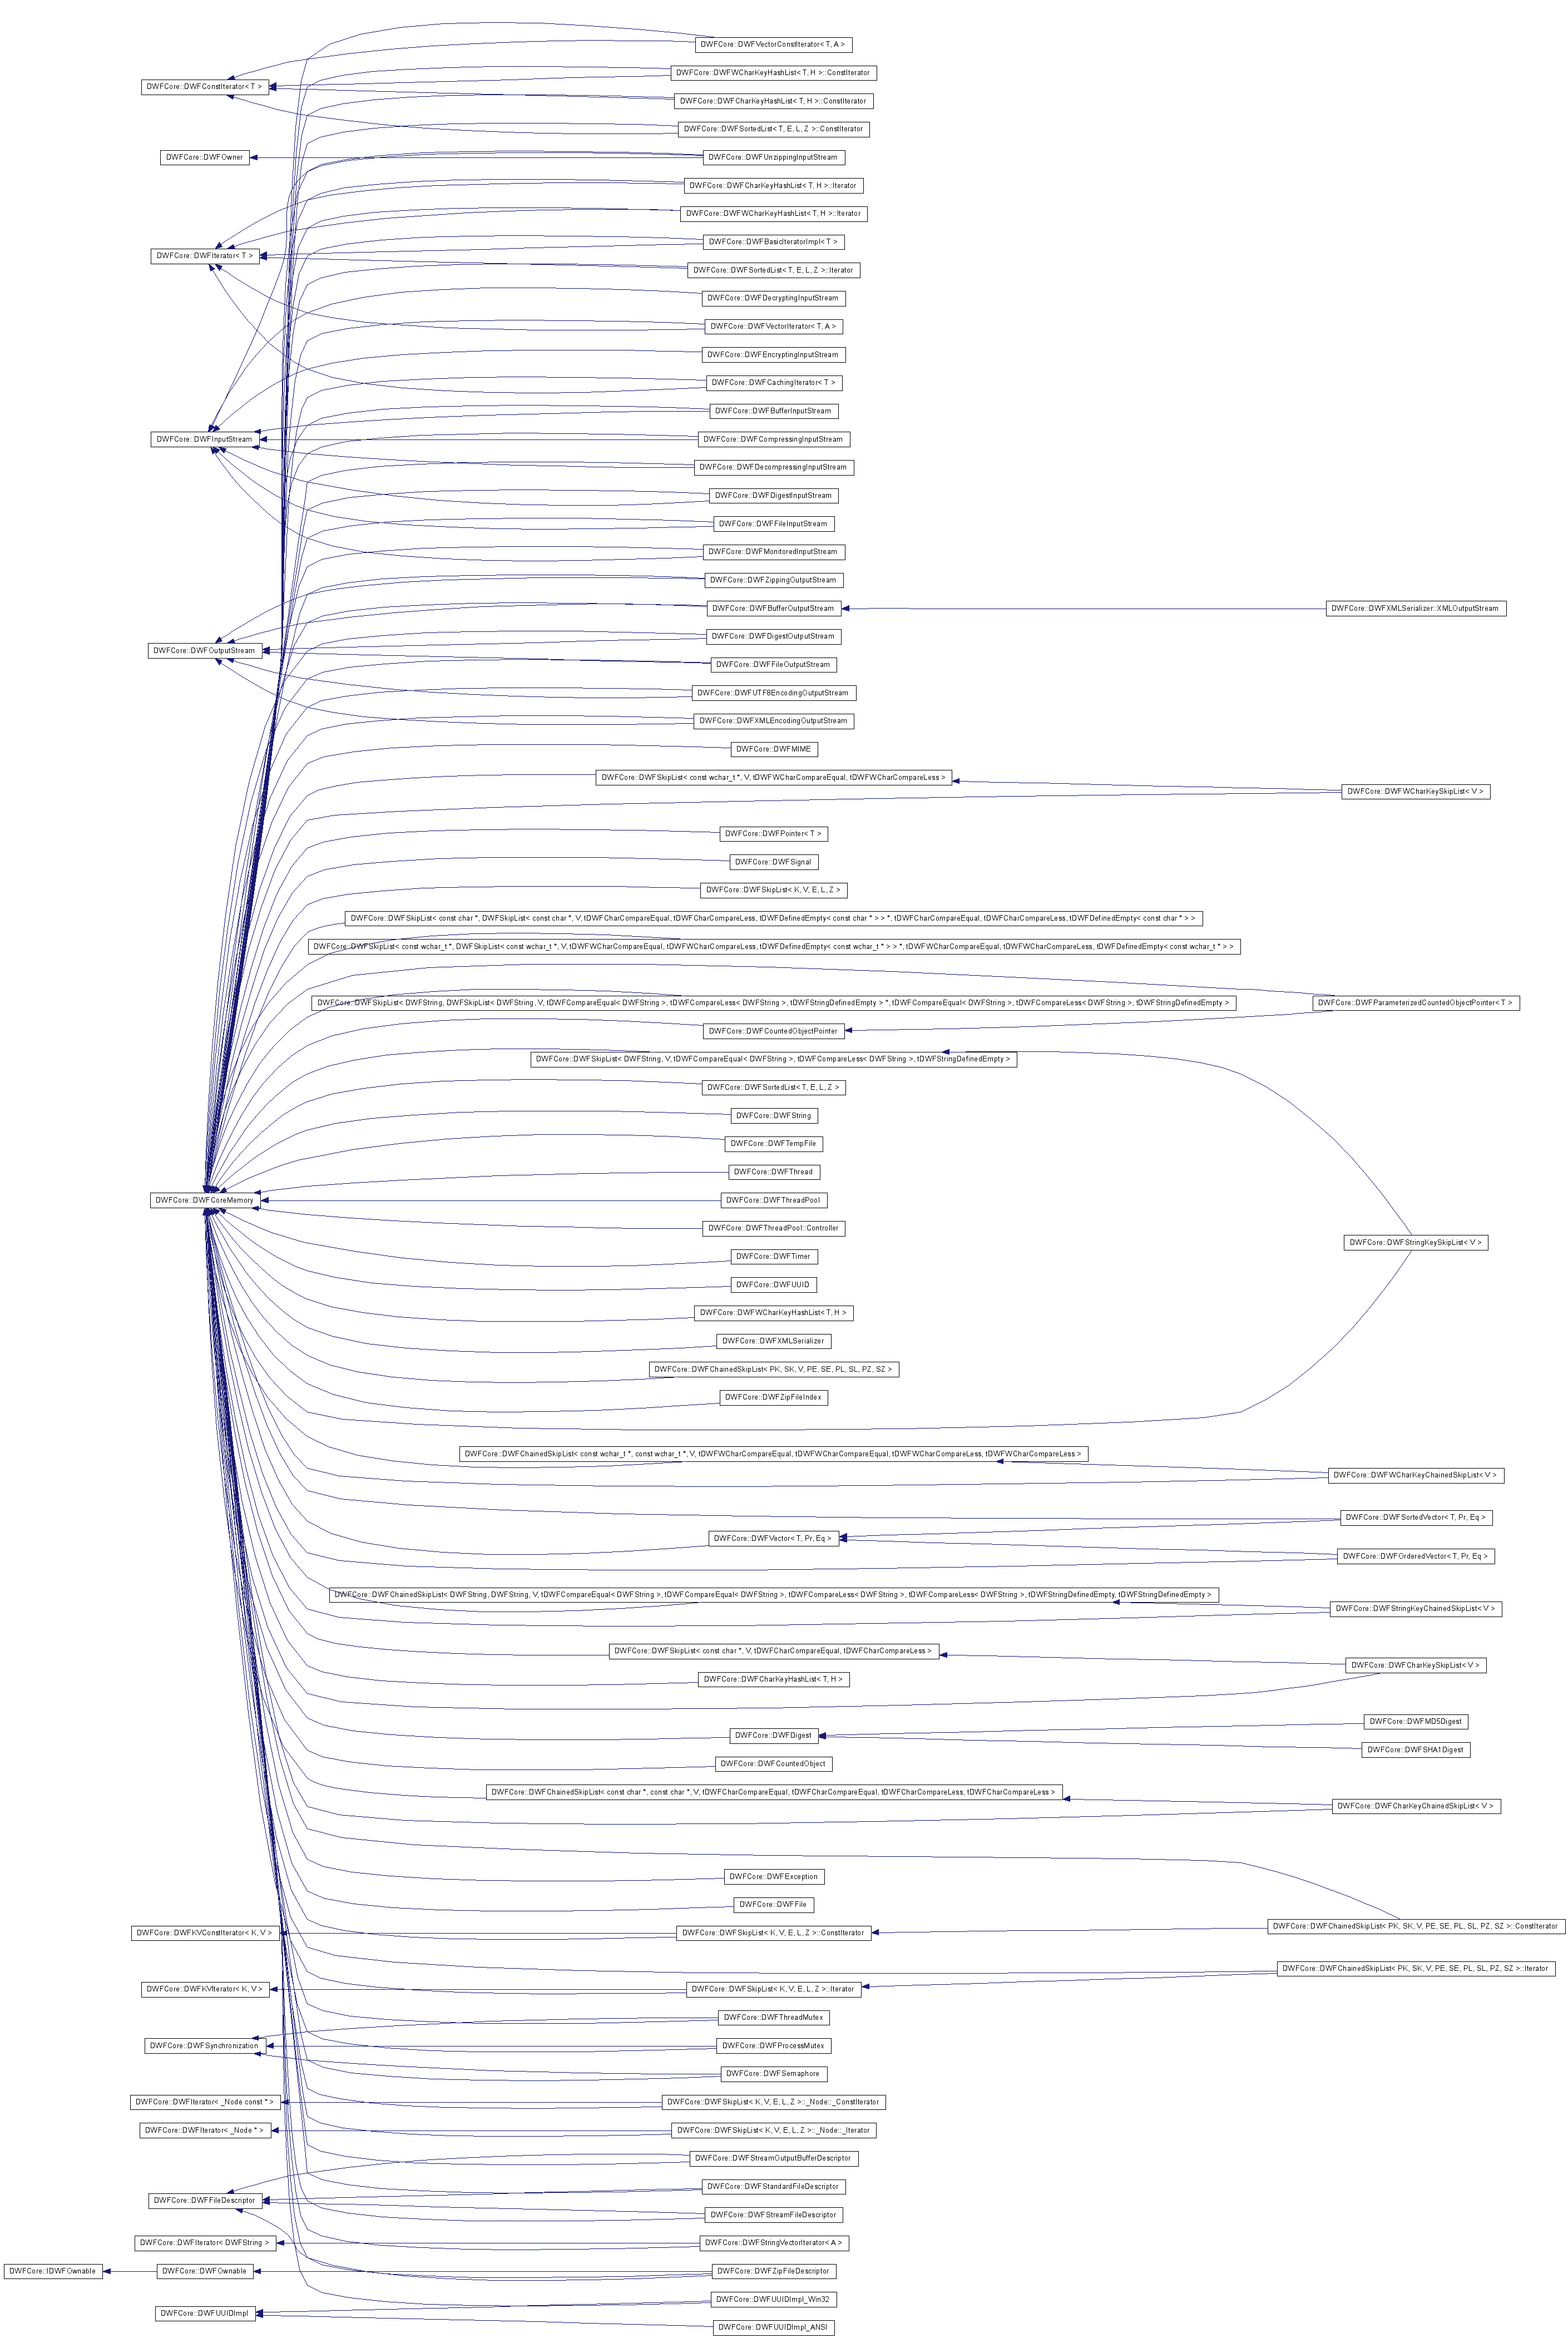 DWFCore::DWFVectorConstIterator< T, A >
DWFCore::DWFWCharKeyHashList< T, H >::ConstIterator
DWFCore::DWFConstIterator< T >
DWFCore::DWFCharKeyHashList< T, H >::ConstIterator
DWFCore::DWFSortedList< T, E, L, Z >::ConstIterator
DWFCore::DWFOwner
DWFCore::DWFUnzippingInputStream
DWFCore::DWFCharKeyHashList< T, H >::Iterator
DWFCore::DWFWCharKeyHashList< T, H >::Iterator
DWFCore::DWFBasicIteratorImpl< T >
DWFCore::DWFIterator< T >
DWFCore::DWFSortedList< T, E, L, Z >::Iterator
DWFCore::DWFDecryptingInputStream
DWFCore::DWFVectorIterator< T, A >
DWFCore::DWFEncryptingInputStream
DWFCore::DWFCachingIterator< T >
DWFCore::DWFBufferInputStream
DWFCore::DWFInputStream
DWFCore::DWFCompressingInputStream
DWFCore::DWFDecompressingInputStream
DWFCore::DWFDigestInputStream
DWFCore::DWFFileInputStream
DWFCore::DWFMonitoredInputStream
DWFCore::DWFZippingOutputStream
DWFCore::DWFBufferOutputStream
DWFCore::DWFXMLSerializer::XMLOutputStream
DWFCore::DWFDigestOutputStream
DWFCore::DWFOutputStream
DWFCore::DWFFileOutputStream
DWFCore::DWFUTF8EncodingOutputStream
DWFCore::DWFXMLEncodingOutputStream
DWFCore::DWFMIME
DWFCore::DWFSkipList< const wchar_t *, V, tDWFWCharCompareEqual, tDWFWCharCompareLess >
DWFCore::DWFWCharKeySkipList< V >
DWFCore::DWFPointer< T >
DWFCore::DWFSignal
DWFCore::DWFSkipList< K, V, E, L, Z >
DWFCore::DWFSkipList< const char *, DWFSkipList< const char *, V, tDWFCharCompareEqual, tDWFCharCompareLess, tDWFDefinedEmpty< const char * > > *, tDWFCharCompareEqual, tDWFCharCompareLess, tDWFDefinedEmpty< const char * > >
DWFCore::DWFSkipList< const wchar_t *, DWFSkipList< const wchar_t *, V, tDWFWCharCompareEqual, tDWFWCharCompareLess, tDWFDefinedEmpty< const wchar_t * > > *, tDWFWCharCompareEqual, tDWFWCharCompareLess, tDWFDefinedEmpty< const wchar_t * > >
DWFCore::DWFSkipList< DWFString, DWFSkipList< DWFString, V, tDWFCompareEqual< DWFString >, tDWFCompareLess< DWFString >, tDWFStringDefinedEmpty > *, tDWFCompareEqual< DWFString >, tDWFCompareLess< DWFString >, tDWFStringDefinedEmpty >
DWFCore::DWFParameterizedCountedObjectPointer< T >
DWFCore::DWFCountedObjectPointer
DWFCore::DWFSkipList< DWFString, V, tDWFCompareEqual< DWFString >, tDWFCompareLess< DWFString >, tDWFStringDefinedEmpty >
DWFCore::DWFSortedList< T, E, L, Z >
DWFCore::DWFString
DWFCore::DWFTempFile
DWFCore::DWFThread
DWFCore::DWFCoreMemory
DWFCore::DWFThreadPool
DWFCore::DWFThreadPool::Controller
DWFCore::DWFStringKeySkipList< V >
DWFCore::DWFTimer
DWFCore::DWFUUID
DWFCore::DWFWCharKeyHashList< T, H >
DWFCore::DWFXMLSerializer
DWFCore::DWFChainedSkipList< PK, SK, V, PE, SE, PL, SL, PZ, SZ >
DWFCore::DWFZipFileIndex
DWFCore::DWFChainedSkipList< const wchar_t *, const wchar_t *, V, tDWFWCharCompareEqual, tDWFWCharCompareEqual, tDWFWCharCompareLess, tDWFWCharCompareLess >
DWFCore::DWFWCharKeyChainedSkipList< V >
DWFCore::DWFSortedVector< T, Pr, Eq >
DWFCore::DWFVector< T, Pr, Eq >
DWFCore::DWFOrderedVector< T, Pr, Eq >
DWFCore::DWFChainedSkipList< DWFString, DWFString, V, tDWFCompareEqual< DWFString >, tDWFCompareEqual< DWFString >, tDWFCompareLess< DWFString >, tDWFCompareLess< DWFString >, tDWFStringDefinedEmpty, tDWFStringDefinedEmpty >
DWFCore::DWFStringKeyChainedSkipList< V >
DWFCore::DWFSkipList< const char *, V, tDWFCharCompareEqual, tDWFCharCompareLess >
DWFCore::DWFCharKeySkipList< V >
DWFCore::DWFCharKeyHashList< T, H >
DWFCore::DWFMD5Digest
DWFCore::DWFDigest
DWFCore::DWFSHA1Digest
DWFCore::DWFCountedObject
DWFCore::DWFChainedSkipList< const char *, const char *, V, tDWFCharCompareEqual, tDWFCharCompareEqual, tDWFCharCompareLess, tDWFCharCompareLess >
DWFCore::DWFCharKeyChainedSkipList< V >
DWFCore::DWFException
DWFCore::DWFFile
DWFCore::DWFChainedSkipList< PK, SK, V, PE, SE, PL, SL, PZ, SZ >::ConstIterator
DWFCore::DWFKVConstIterator< K, V >
DWFCore::DWFSkipList< K, V, E, L, Z >::ConstIterator
DWFCore::DWFChainedSkipList< PK, SK, V, PE, SE, PL, SL, PZ, SZ >::Iterator
DWFCore::DWFKVIterator< K, V >
DWFCore::DWFSkipList< K, V, E, L, Z >::Iterator
DWFCore::DWFThreadMutex
DWFCore::DWFSynchronization
DWFCore::DWFProcessMutex
DWFCore::DWFSemaphore
DWFCore::DWFIterator< _Node const * >
DWFCore::DWFSkipList< K, V, E, L, Z >::_Node::_ConstIterator
DWFCore::DWFIterator< _Node * >
DWFCore::DWFSkipList< K, V, E, L, Z >::_Node::_Iterator
DWFCore::DWFStreamOutputBufferDescriptor
DWFCore::DWFStandardFileDescriptor
DWFCore::DWFFileDescriptor
DWFCore::DWFStreamFileDescriptor
DWFCore::DWFIterator< DWFString >
DWFCore::DWFStringVectorIterator< A >
DWFCore::IDWFOwnable
DWFCore::DWFOwnable
DWFCore::DWFZipFileDescriptor
DWFCore::DWFUUIDImpl_Win32
DWFCore::DWFUUIDImpl
DWFCore::DWFUUIDImpl_ANSI